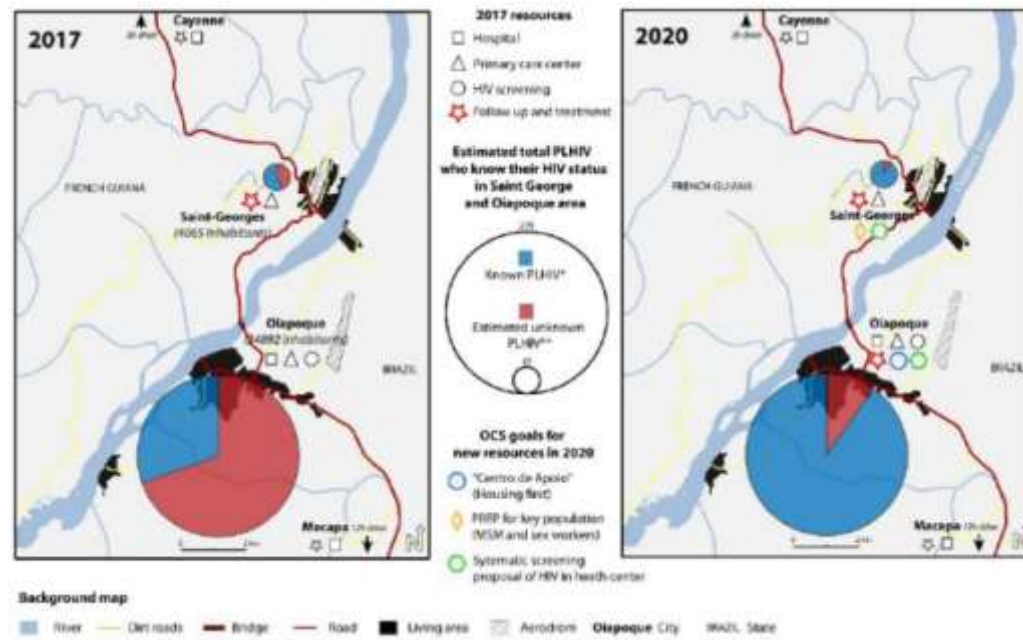 2017
Cayenne
FRENCH GUIANA
Saint-Georges
Inhabitants)
Oiapoque
Inhabitants)
BRAZIL
Macapa
2017 resources
Hospital
Primary care center
HIV screening
Follow up and treatment
Estimated total PLHIV
who know their HIV status
in Saint George
and Oiapoque area
Known PLHIV*
Estimated unknown
PLHIV**
OCS goals for
new resources in 2020
"Centro de Apoio"
(Housing first)
PREP for key population
(MSM and sex workers)
Systematic screening
proposal of HIV in heath center
2020
Cayenne
FRENCH GUIANA
Saint-Georges
Oiapoque
BRAZIL
Macapa
Background map
River Dirt roads Bridge Road Living area Aerodrom Oiapoque City BRAZIL State